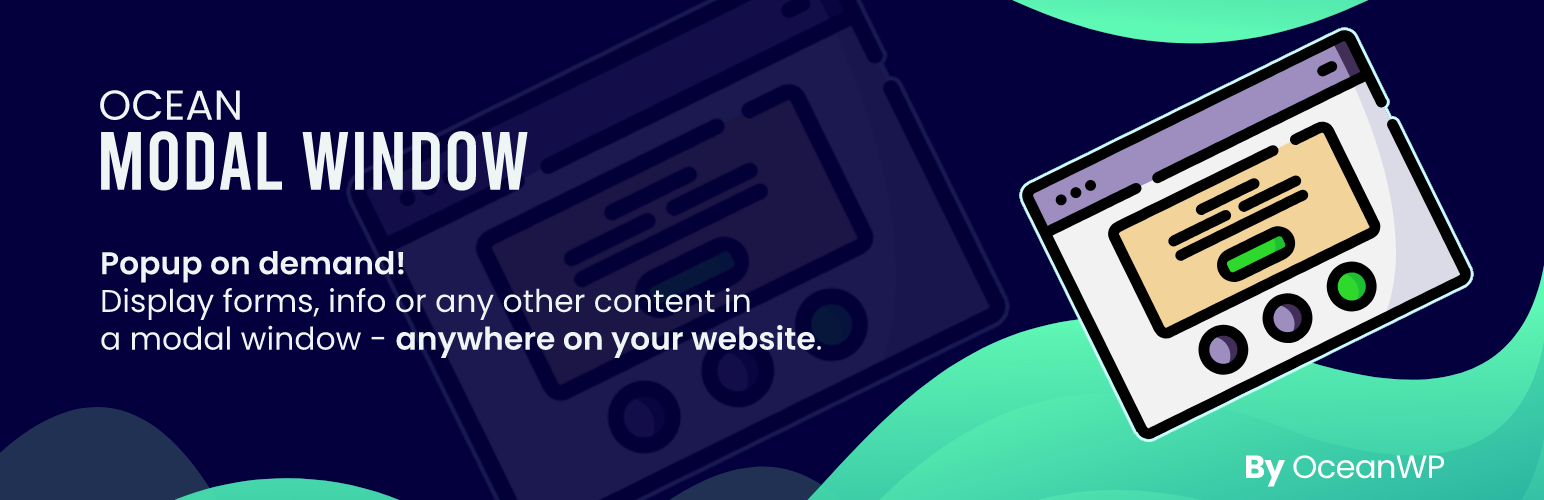 OCEAN
MODAL WINDOW
Popup on demand!
Display forms, info or any other content in
a modal window - anywhere on your website.
By OceanWP